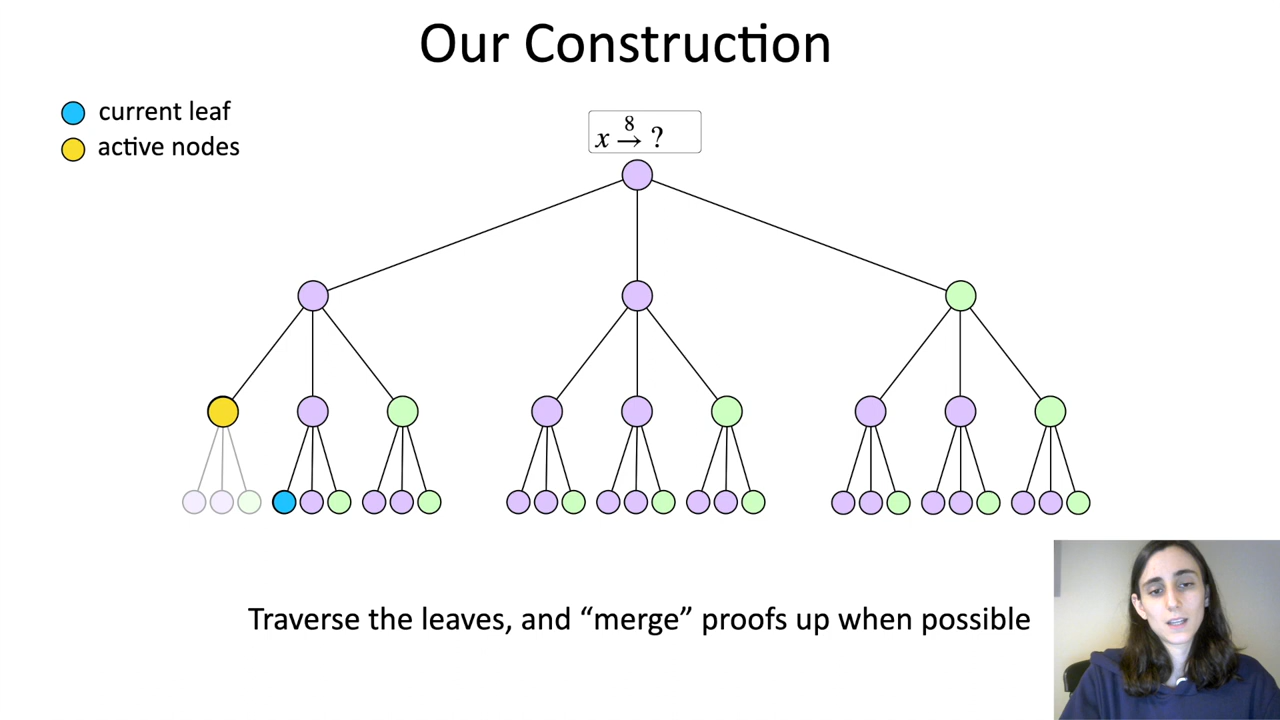 Our Construction
current leaf
active nodes
x 8→ ?
Traverse the leaves, and “merge” proofs up when possible